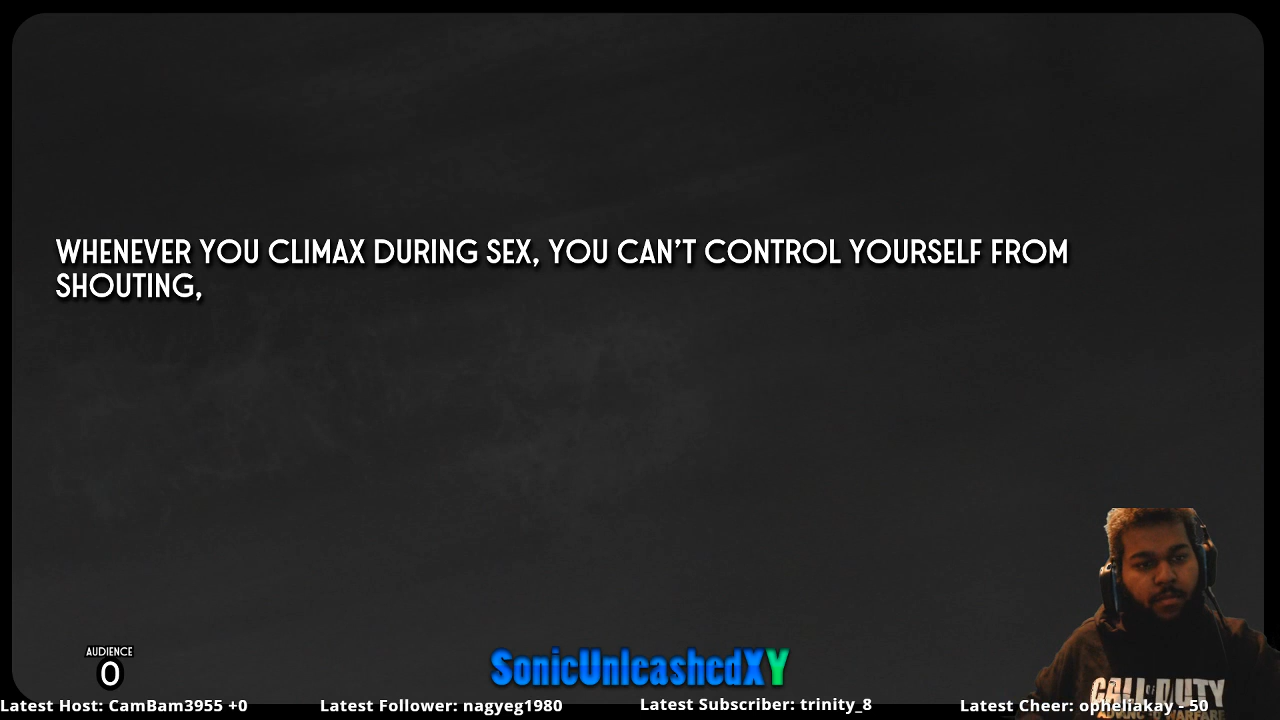 WHENEVER YOU CLIMAX DURING SEX, YOU CAN'T CONTROL YOURSELF FROM
SHOUTING,
AUDIENCE
0
SonicUnleashedXY
CALL OF DUTY
Latest Host: CamBam3955 +0
Latest Follower: nagyeg1980
Latest Subscriber: trinity_8
Latest Cheer: opheliakay - 50